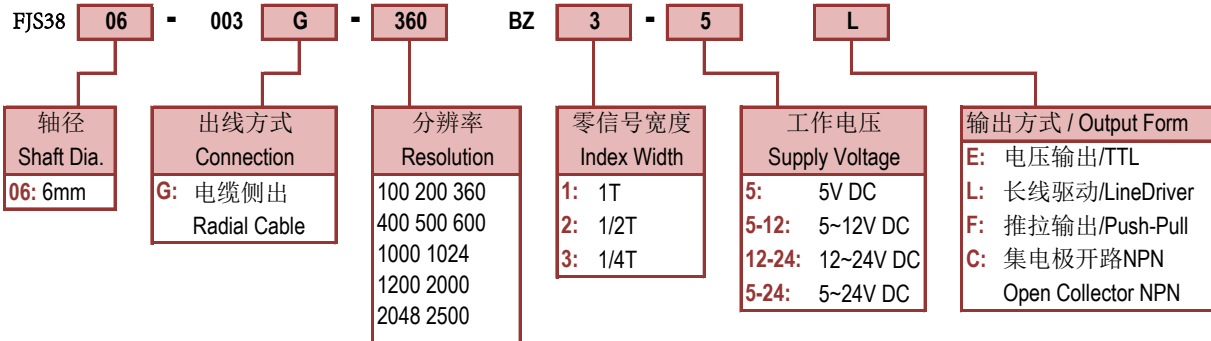 FJS38 06 - 003 G - 360 BZ 3 - 5 L
轴径
Shaft Dia.
06: 6mm
出线方式
Connection
G: 电缆侧出
Radial Cable
分辨率
Resolution
100 200 360
400 500 600
1000 1024
1200 2000
2048 2500
零信号宽度
Index Width
1: 1T
2: 1/2T
3: 1/4T
工作电压
Supply Voltage
5: 5V DC
5-12: 5~12V DC
12-24: 12~24V DC
5-24: 5~24V DC
输出方式 / Output Form
E: 电压输出/TTL
L: 长线驱动/LineDriver
F: 推拉输出/Push-Pull
C: 集电极开路NPN
Open Collector NPN